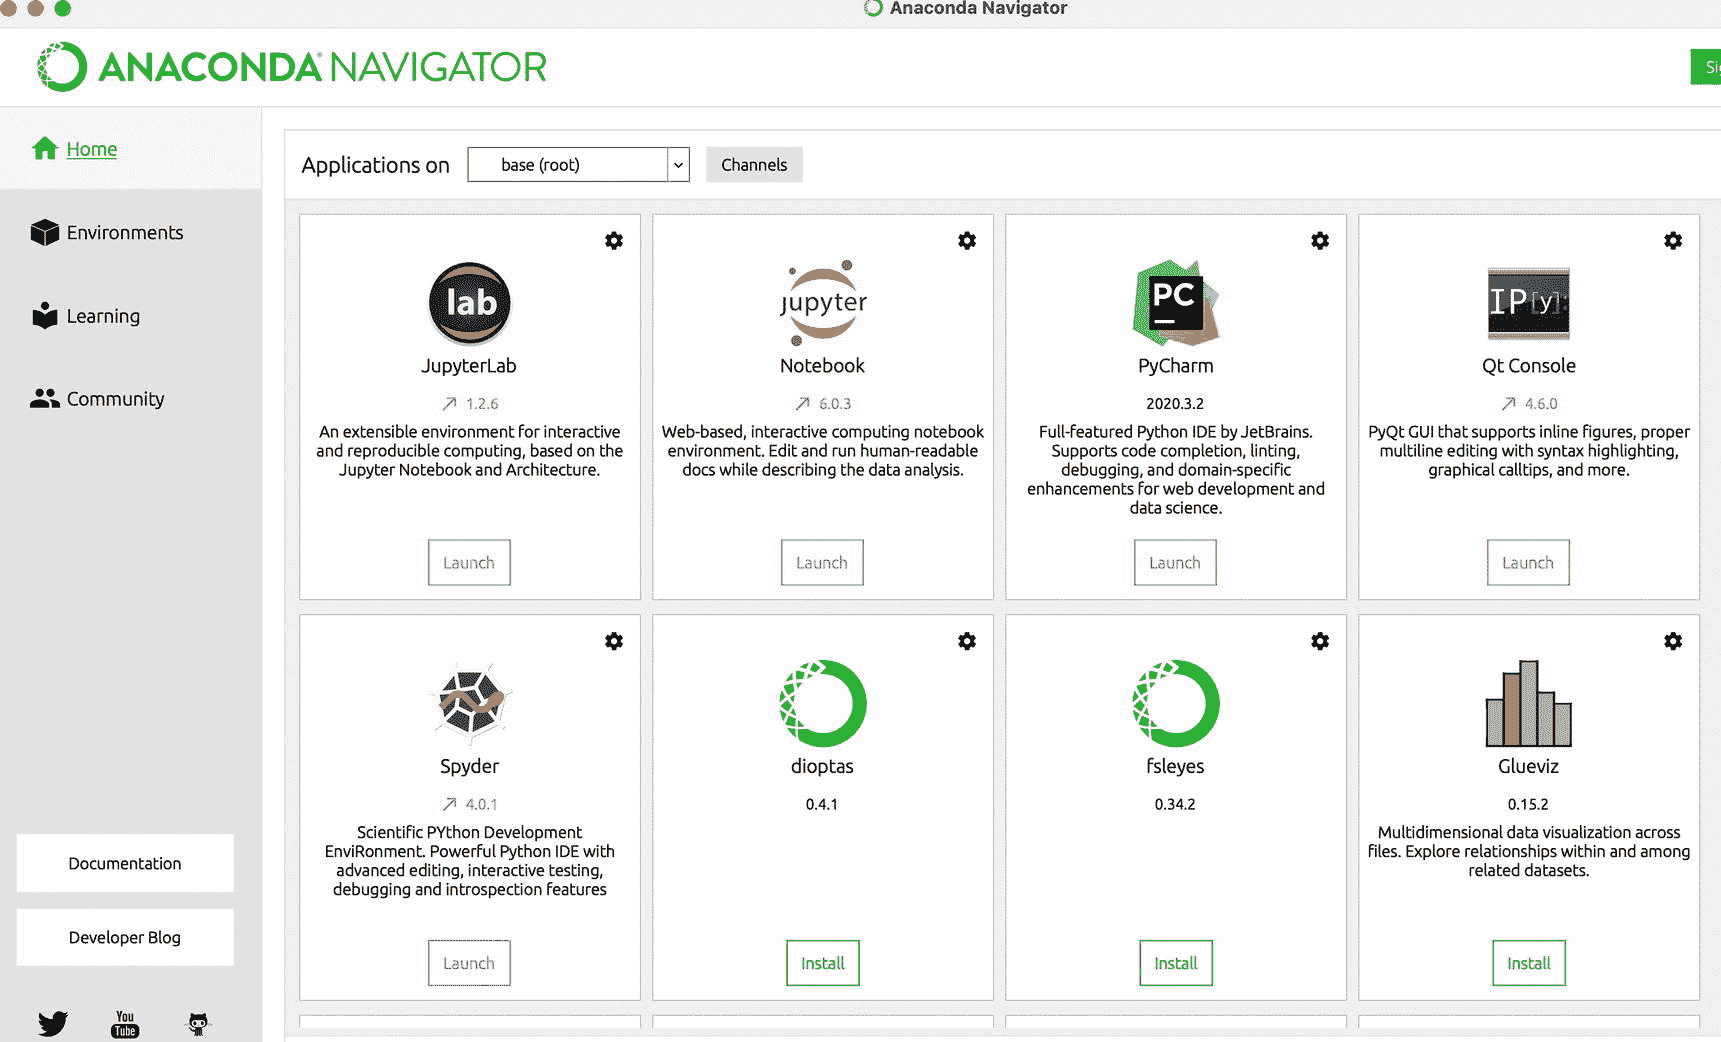 Anaconda Navigator
ANACONDA NAVIGATOR
Home
Applications on base (root) Channels
Environments
Learning
Community
lab
JupyterLab
1.2.6
An extensible environment for interactive
and reproducible computing, based on the
Jupyter Notebook and Architecture.
Launch
jupyter
Notebook
6.0.3
Web-based, interactive computing notebook
environment. Edit and run human-readable
docs while describing the data analysis.
Launch
PC
PyCharm
2020.3.2
Full-featured Python IDE by JetBrains.
Supports code completion, linting,
debugging, and domain-specific
enhancements for web development and
data science.
Launch
IP[y]:
Qt Console
4.6.0
PyQt GUI that supports inline figures, proper
multiline editing with syntax highlighting,
graphical calltips, and more.
Launch
Spyder
4.0.1
Scientific PYthon Development
EnviRonment. Powerful Python IDE with
advanced editing, interactive testing,
debugging and introspection features
Launch
dioptas
0.4.1
Install
fsleyes
0.34.2
Install
Glueviz
0.15.2
Multidimensional data visualization across
files. Explore relationships within and among
related datasets.
Install
Documentation
Developer Blog
You
Tube